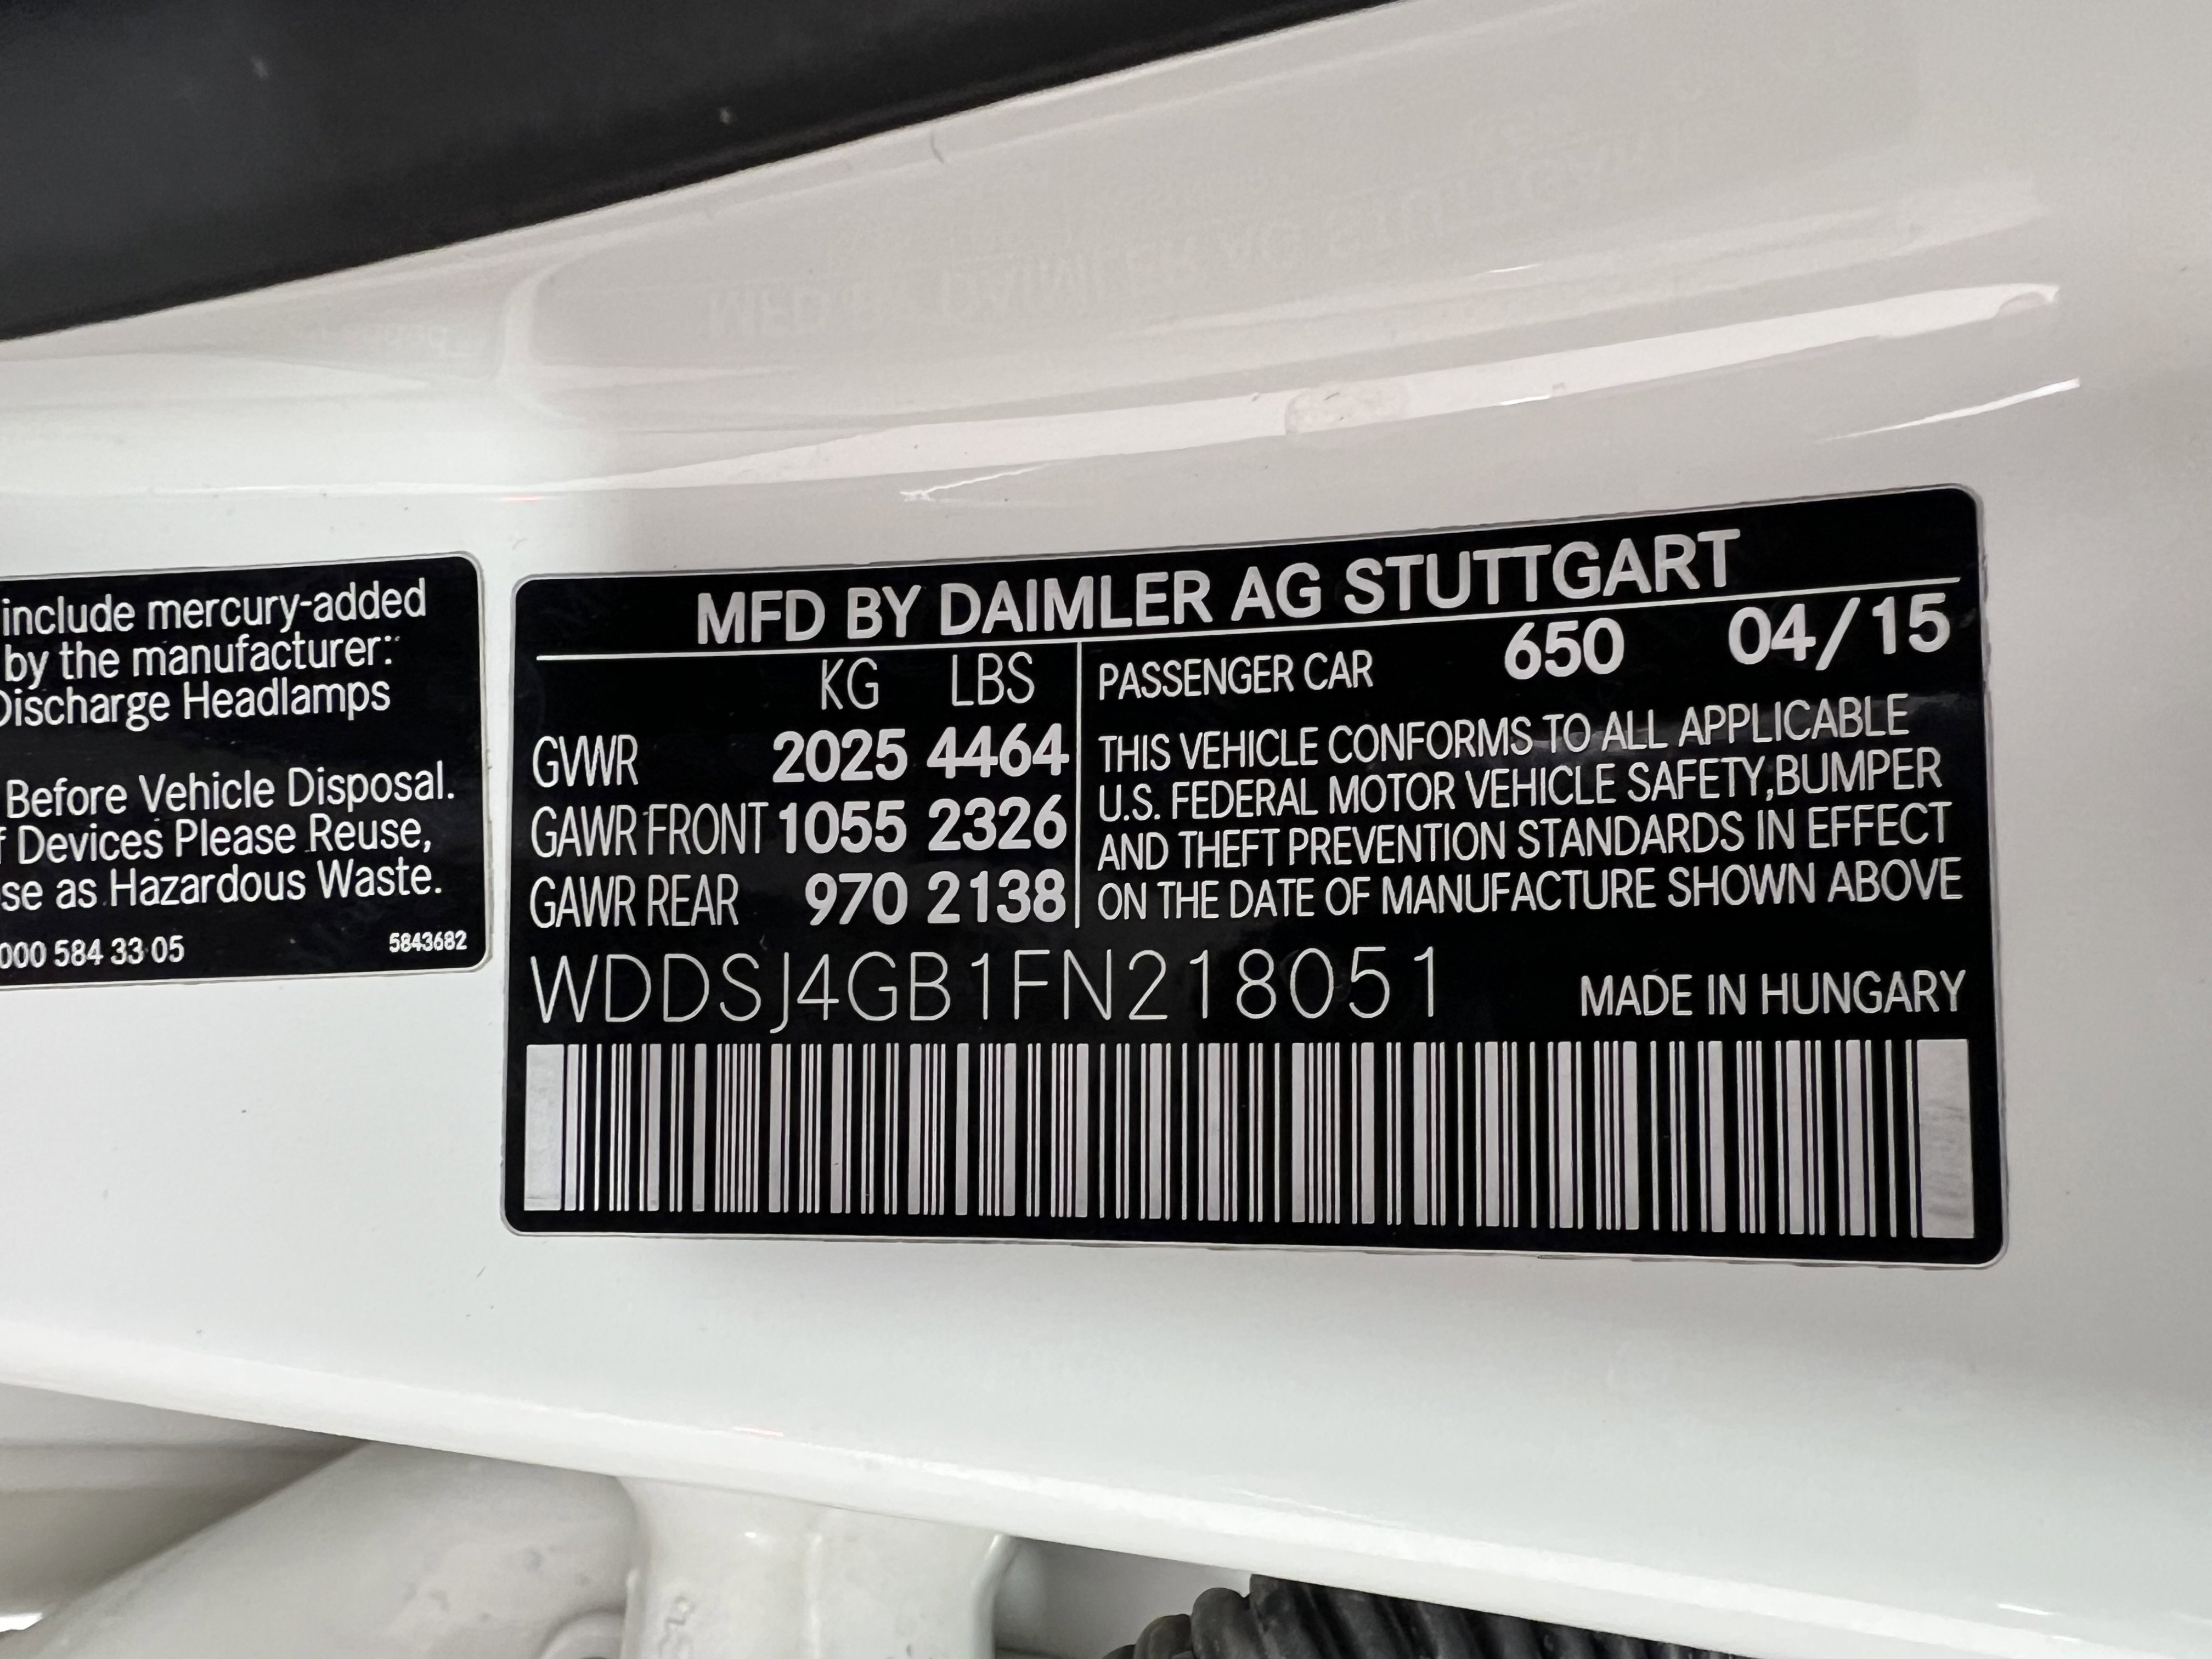 include mercury-added
by the manufacturer:
Discharge Headlamps
Before Vehicle Disposal.
f Devices Please Reuse,
se as Hazardous Waste.
000 584 33 05 5843682
MFD BY DAIMLER AG STUTTGART
KG LBS
GVWR 2025 4464
GAWR FRONT 1055 2326
GAWR REAR 970 2138
PASSENGER CAR 650 04/15
THIS VEHICLE CONFORMS TO ALL APPLICABLE
U.S. FEDERAL MOTOR VEHICLE SAFETY,BUMPER
AND THEFT PREVENTION STANDARDS IN EFFECT
ON THE DATE OF MANUFACTURE SHOWN ABOVE
WDDSJ4GB1FN218051 MADE IN HUNGARY